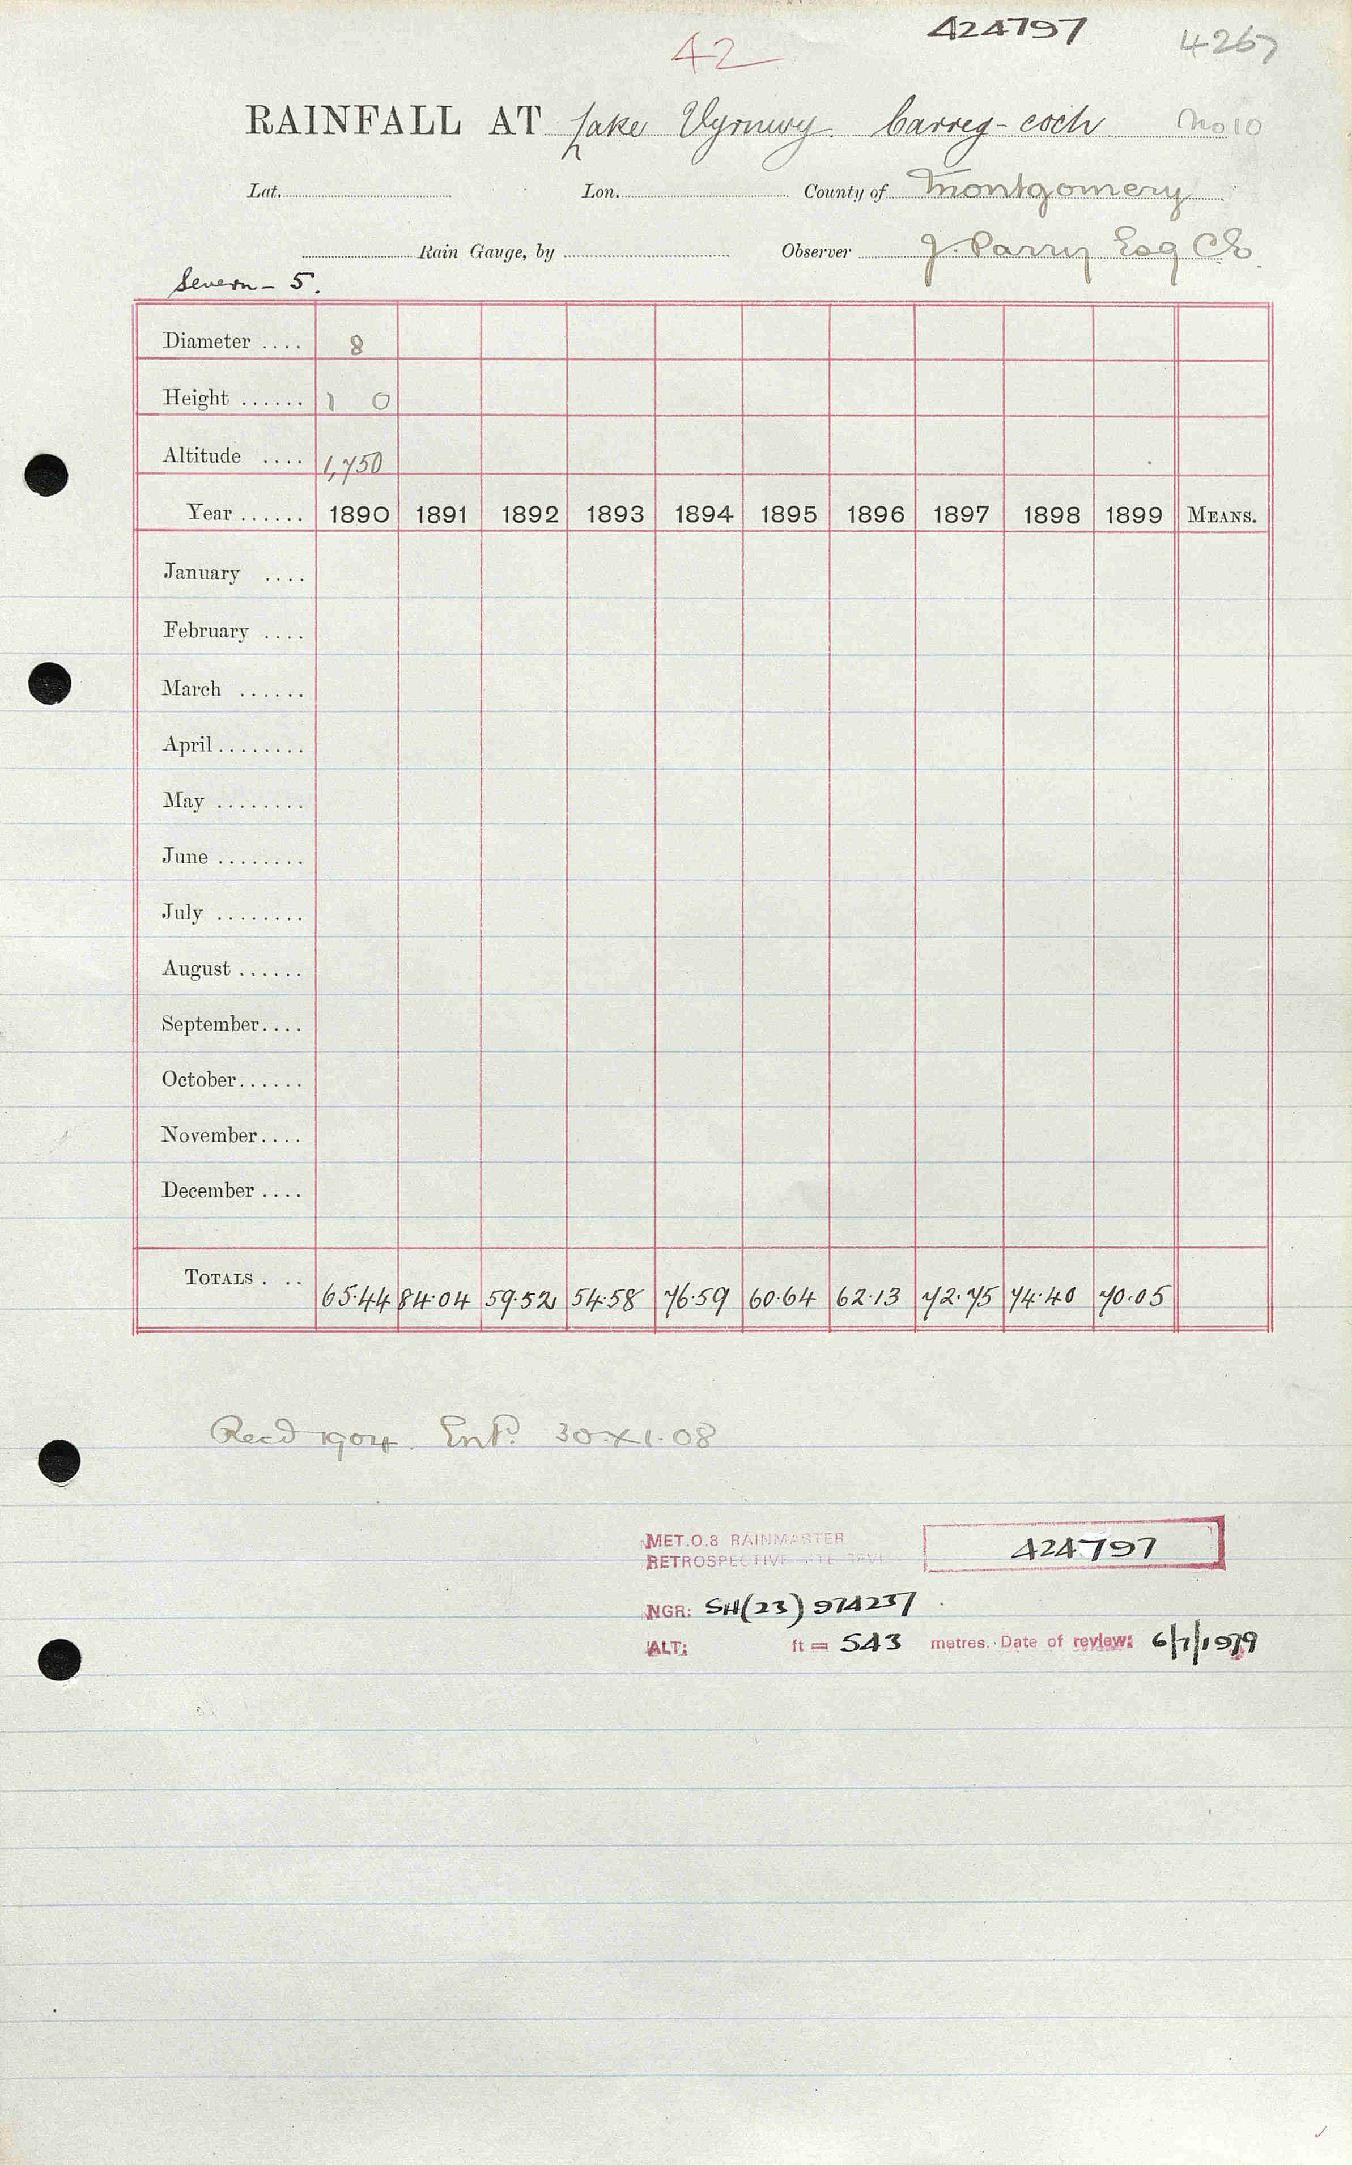 42 424797 4267
RAINFALL AT Lake Vyrnwy Carreg-coch No 10
Lat. Lon. County of Montgomery
Rain Gauge, by Observer J. Parry Esq CE
Severn - 5.
Diameter .... 8
Height ...... 1 0
Altitude .... 1,750
Year ...... 1890 1891 1892 1893 1894 1895 1896 1897 1898 1899 MEANS.
January ....
February ....
March ......
April ........
May ........
June ........
July ........
August ......
September ....
October ......
November ....
December ....
TOTALS . .. 65.44 84.04 59.52 54.58 76.59 60.64 62.13 72.75 74.40 70.05
Recd 1904. Entd. 30.XI.08
MET.O.8 RAINMASTER
RETROSPECTIVE SITE 424797
NGR: SH(23) 974237
ALT: ft = 543 metres. Date of review: 6/7/1979